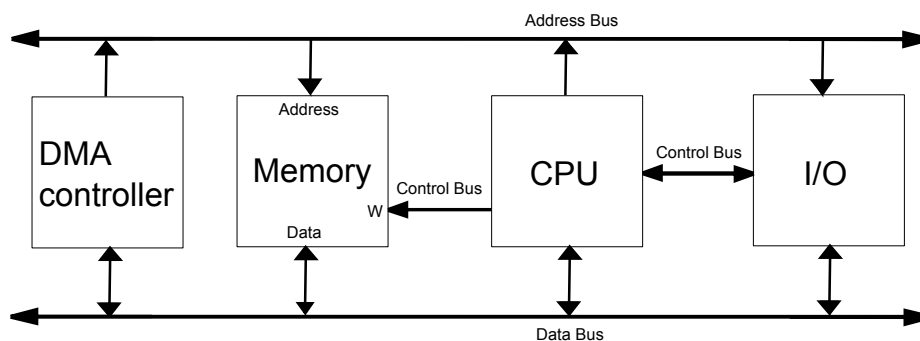 Address Bus
DMA
controller
Address
Memory
W
Data
Control Bus
CPU
Control Bus
I/O
Data Bus